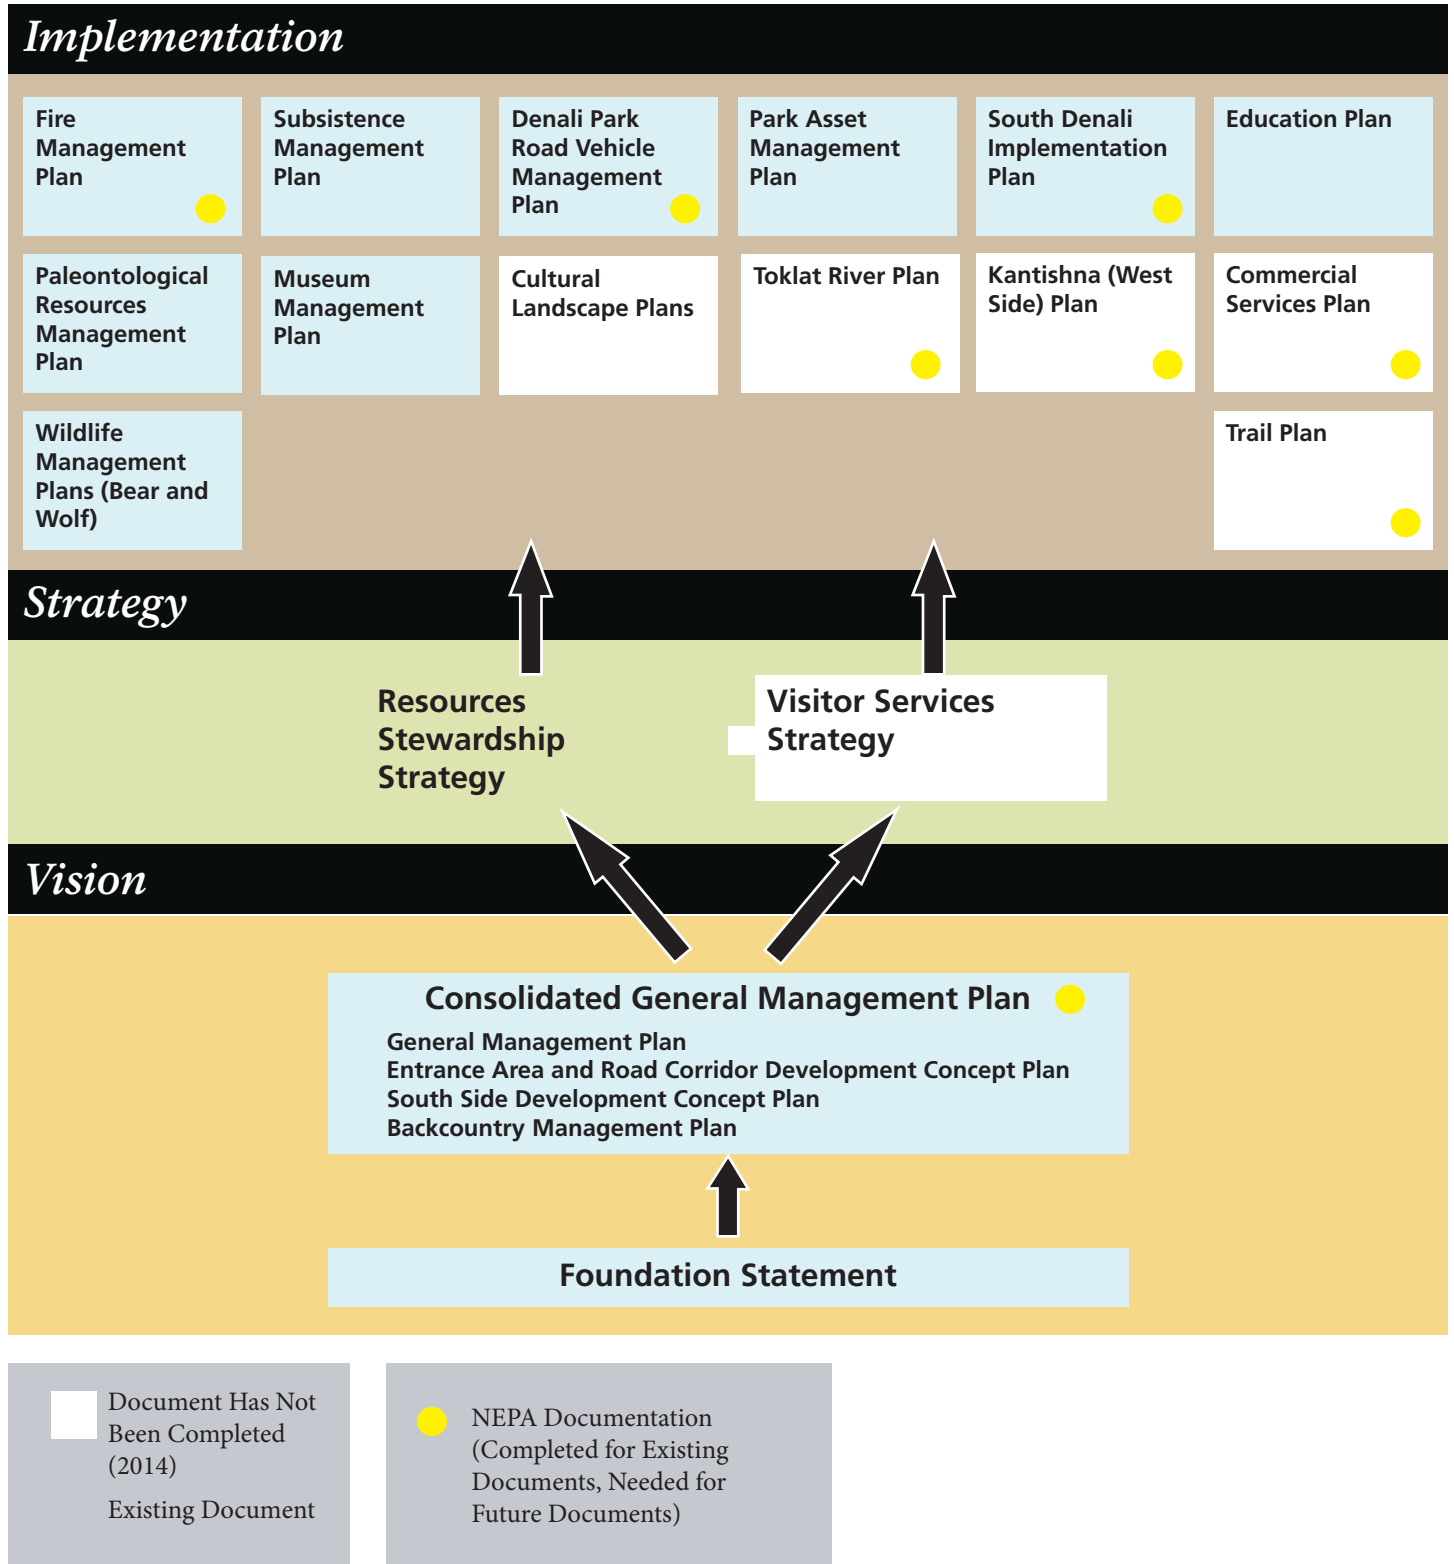 Implementation
Fire
Management
Plan
Subsistence
Management
Plan
Denali Park
Road Vehicle
Management
Plan
Park Asset
Management
Plan
South Denali
Implementation
Plan
Education Plan
Paleontological
Resources
Management
Plan
Museum
Management
Plan
Cultural
Landscape Plans
Toklat River Plan
Kantishna (West
Side) Plan
Commercial
Services Plan
Wildlife
Management
Plans (Bear and
Wolf)
Trail Plan
Strategy
Resources
Stewardship
Strategy
Visitor Services
Strategy
Vision
Consolidated General Management Plan
General Management Plan
Entrance Area and Road Corridor Development Concept Plan
South Side Development Concept Plan
Backcountry Management Plan
Foundation Statement
Document Has Not
Been Completed
(2014)
Existing Document
NEPA Documentation
(Completed for Existing
Documents, Needed for
Future Documents)